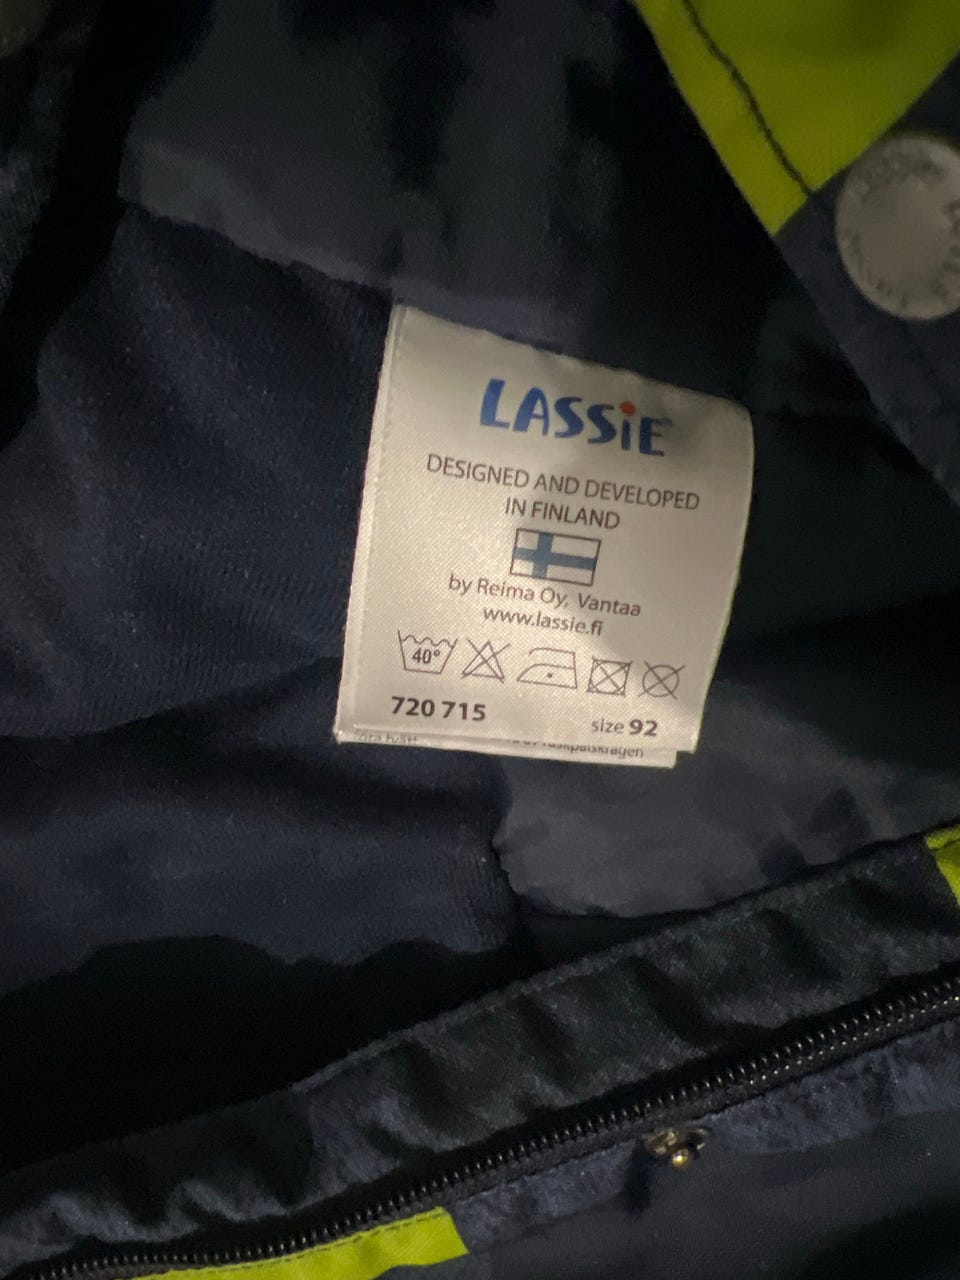 LASSiE
DESIGNED AND DEVELOPED
IN FINLAND
by Reima Oy, Vantaa
www.lassie.fi
40°
720 715
size 92